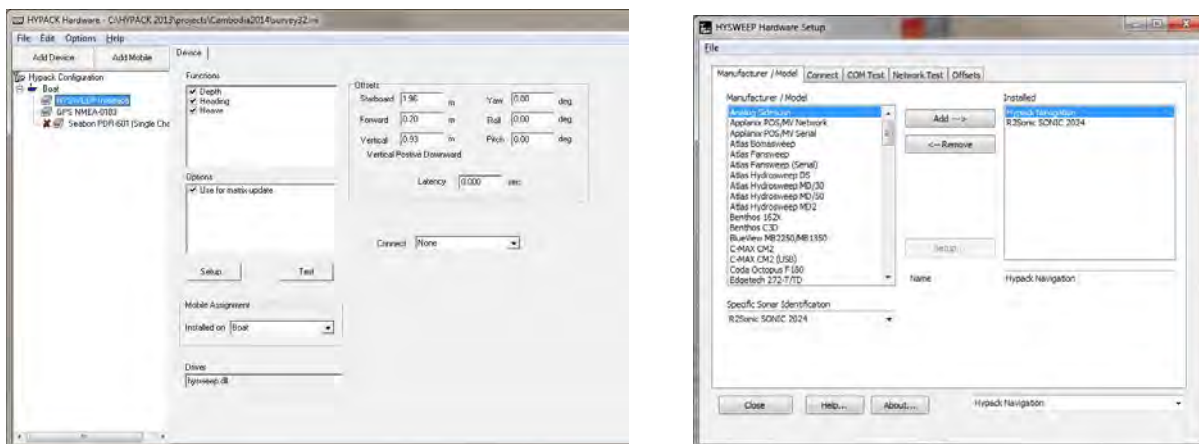 HYPACK Hardware - C:\HYPACK 2013\projects\Cambodia2014\survey32.ini
File Edit Options Help
Add Device Add Mobile
Hypack Configuration
Boat
HYSWEEP Interface
GPS NMEA-0183
Seabon PDR-601 (Single Cha
Device
Functions
Depth
Heading
Heave
Options
Use for matrix update
Setup Test
Mobile Assignment
Installed on Boat
Driver
hysweep.dll
Offsets
Starboard 1.96 m Yaw 0.00 deg
Forward 0.20 m Roll 0.00 deg
Vertical 0.93 m Pitch 0.00 deg
Vertical Positive Downward
Latency 0.000 sec
Connect None
HYSWEEP Hardware Setup
File
Manufacturer / Model Connect COM Test Network Test Offsets
Manufacturer / Model
Analog Sidescan
Applanix POS/MV Network
Applanix POS/MV Serial
Atlas Bomasweep
Atlas Fansweep
Atlas Fansweep (Serial)
Atlas Hydrosweep DS
Atlas Hydrosweep MD/30
Atlas Hydrosweep MD/50
Atlas Hydrosweep MD2
Benthos 162X
Benthos C3D
BlueView MB2250/MB1350
C-MAX CM2
C-MAX CM2 (USB)
Coda Octopus F180
Edgetech 272-T/TD
Specific Sonar Identification
R2Sonic SONIC 2024
Add --->
<--- Remove
Setup
Name Hypack Navigation
Installed
Hypack Navigation
R2Sonic SONIC 2024
Close Help... About... Hypack Navigation